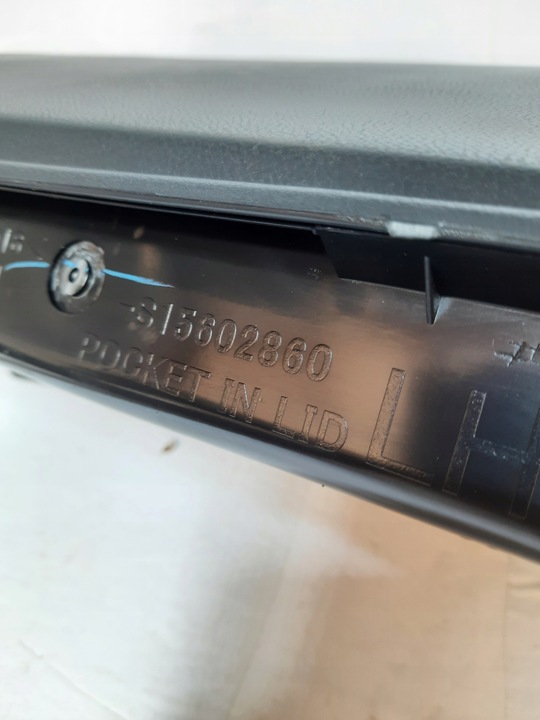 S15602860
POCKET IN LID
LH